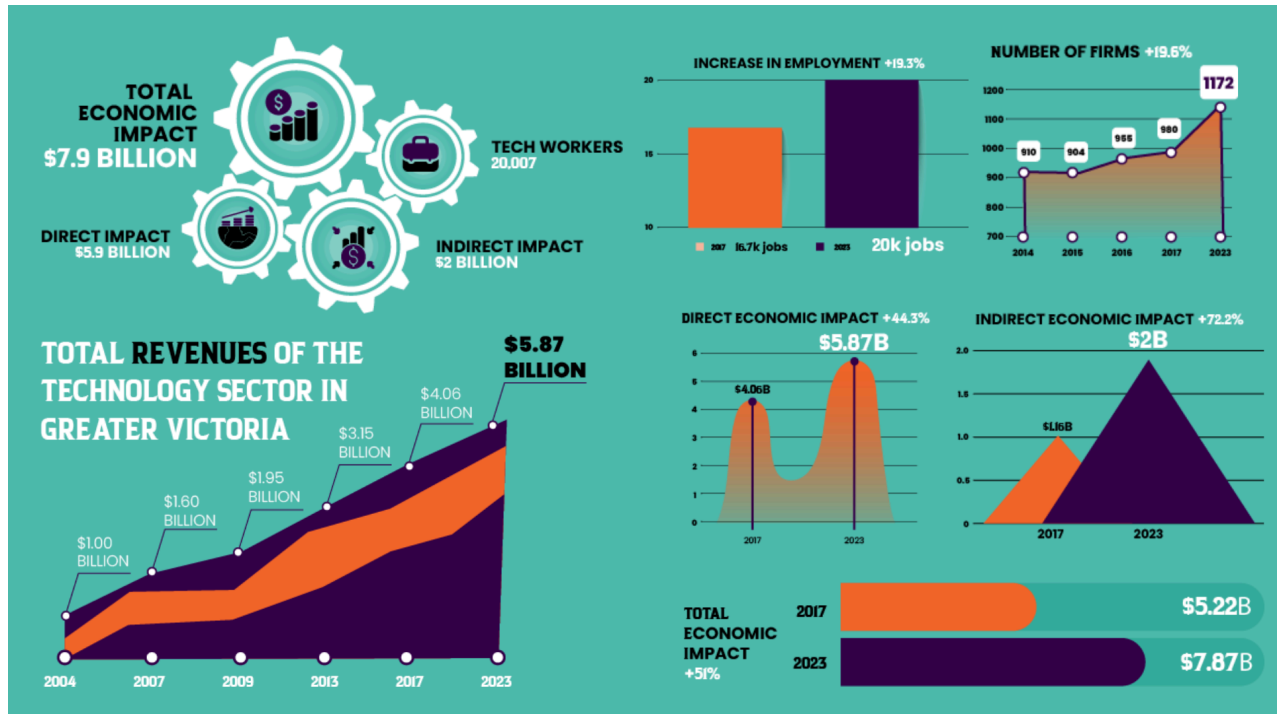 TOTAL
ECONOMIC
IMPACT
$7.9 BILLION
TECH WORKERS
20,007
DIRECT IMPACT
$5.9 BILLION
INDIRECT IMPACT
$2 BILLION
TOTAL REVENUES OF THE
TECHNOLOGY SECTOR IN
GREATER VICTORIA
$1.00
BILLION
$1.60
BILLION
$1.95
BILLION
$3.15
BILLION
$4.06
BILLION
$5.87
BILLION
2004 2007 2009 2013 2017 2023
INCREASE IN EMPLOYMENT +19.3%
20
15
10
2017 16.7k jobs 2023 20k jobs
NUMBER OF FIRMS +19.6%
1200
1100
1000
900
800
700
910
904
955
980
1172
2014 2015 2016 2017 2023
DIRECT ECONOMIC IMPACT +44.3%
$5.87B
$4.06B
6
5
4
3
2
1
0
2017 2023
INDIRECT ECONOMIC IMPACT +72.2%
$2B
$1.16B
2.0
1.5
1.0
0.5
0
2017 2023
TOTAL
ECONOMIC
IMPACT
+51%
2017 $5.22B
2023 $7.87B